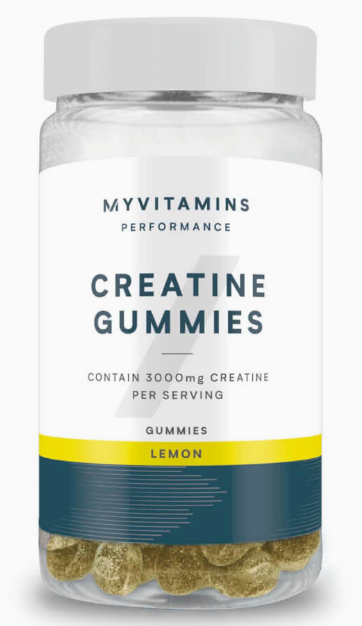 MYVITAMINS
PERFORMANCE
CREATINE
GUMMIES
CONTAIN 3000mg CREATINE
PER SERVING
GUMMIES
LEMON